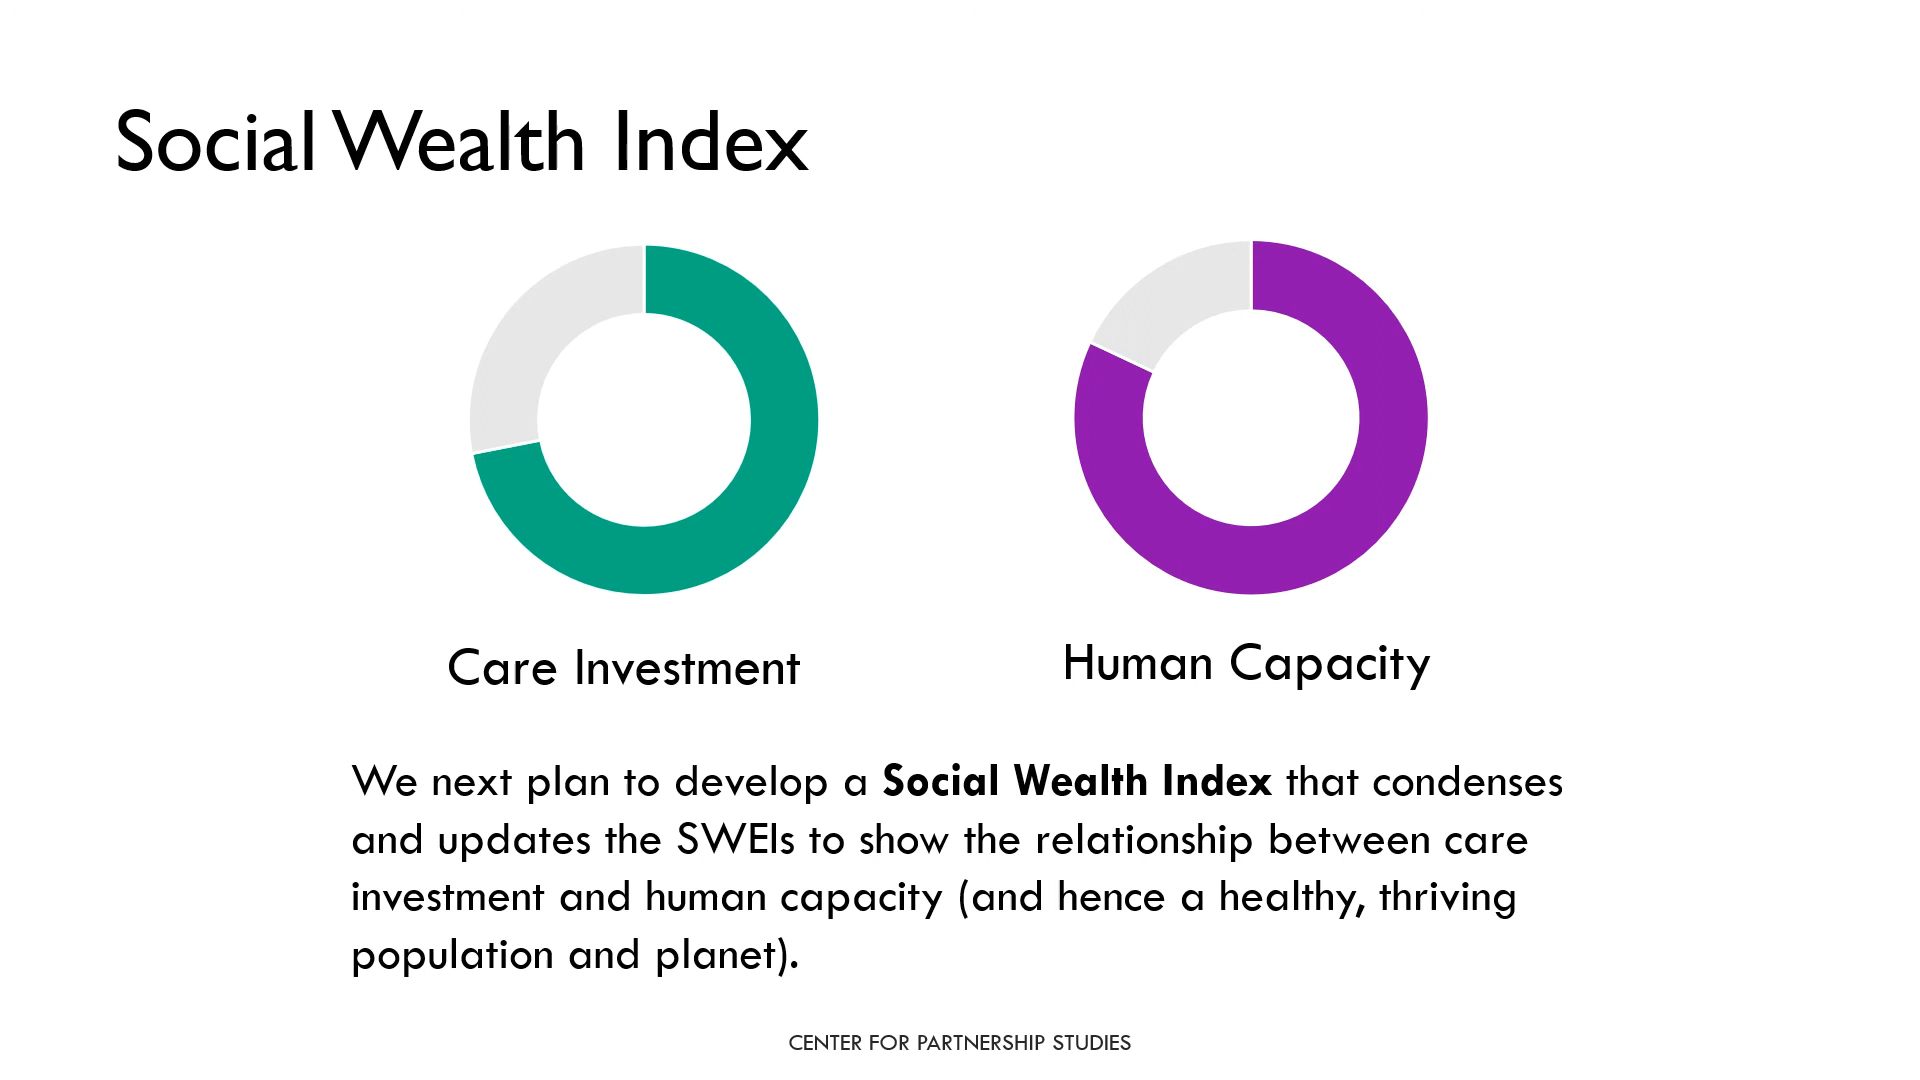 Social Wealth Index
Care Investment
Human Capacity
We next plan to develop a Social Wealth Index that condenses
and updates the SWEIs to show the relationship between care
investment and human capacity (and hence a healthy, thriving
population and planet).
CENTER FOR PARTNERSHIP STUDIES